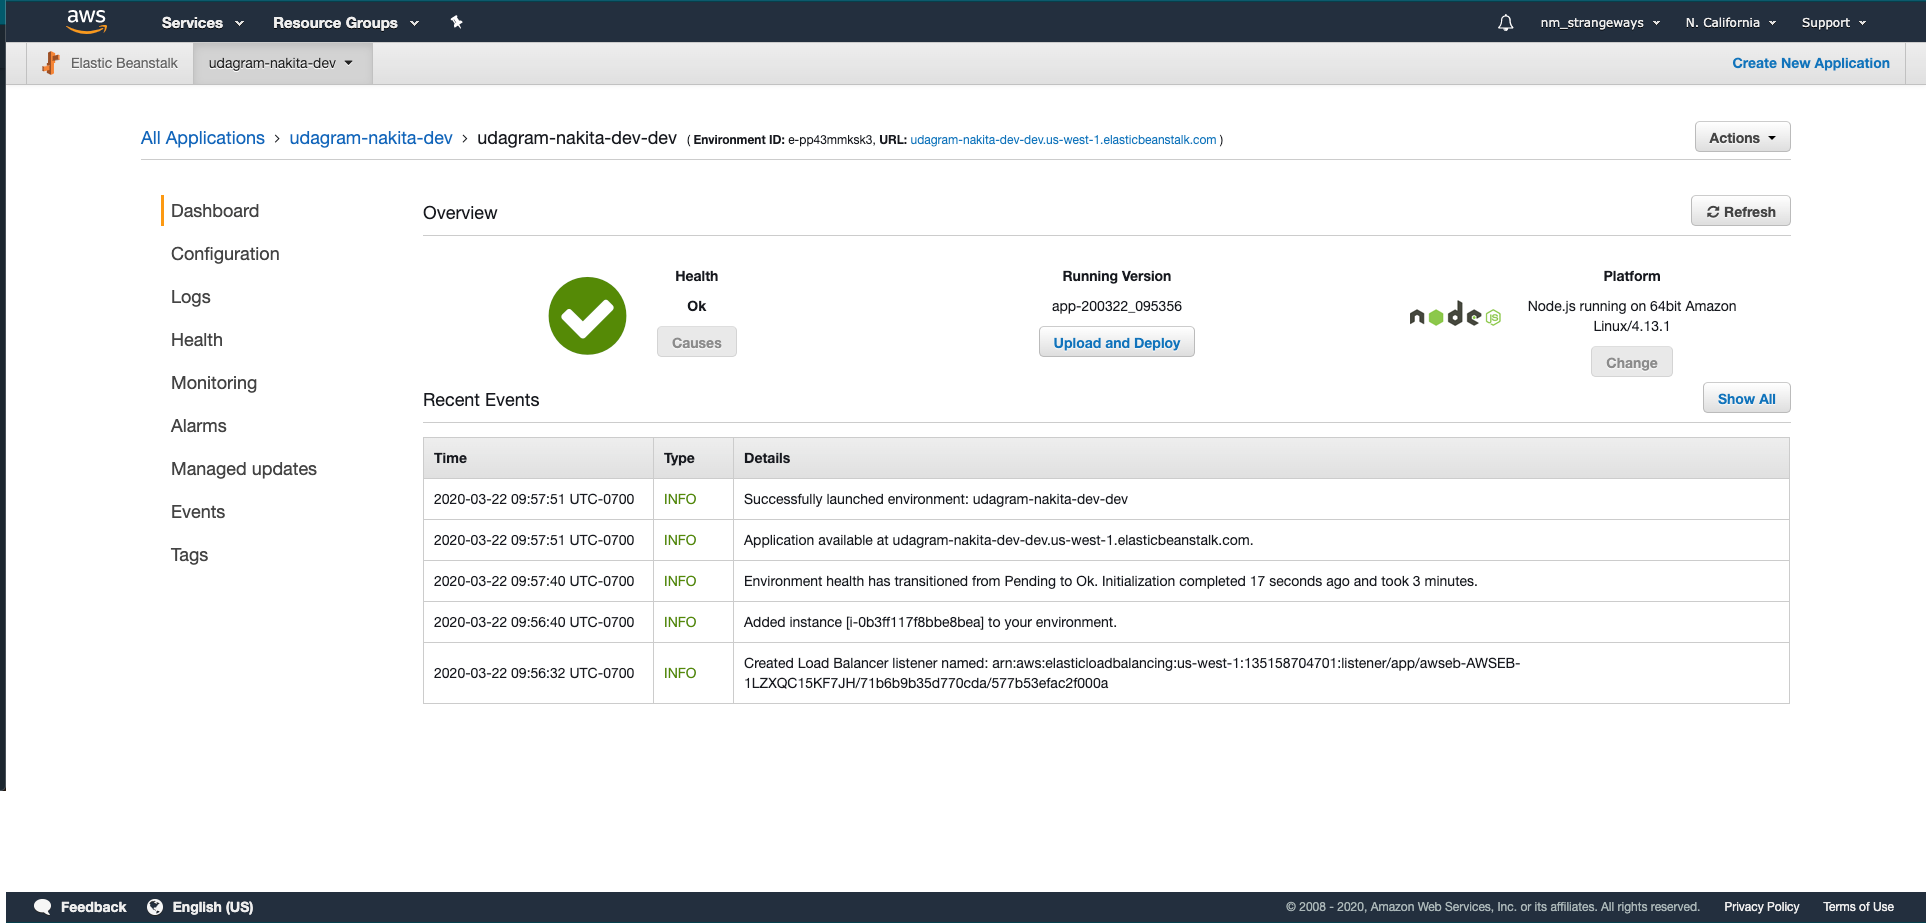 aws Services Resource Groups nm_strangeways N. California Support
Elastic Beanstalk udagram-nakita-dev Create New Application
All Applications › udagram-nakita-dev › udagram-nakita-dev-dev ( Environment ID: e-pp43mmksk3, URL: udagram-nakita-dev-dev.us-west-1.elasticbeanstalk.com ) Actions
Dashboard
Configuration
Logs
Health
Monitoring
Alarms
Managed updates
Events
Tags
Overview Refresh
Health
Ok
Causes
Running Version
app-200322_095356
Upload and Deploy
node JS
Platform
Node.js running on 64bit Amazon
Linux/4.13.1
Change
Recent Events Show All
Time Type Details
2020-03-22 09:57:51 UTC-0700 INFO Successfully launched environment: udagram-nakita-dev-dev
2020-03-22 09:57:51 UTC-0700 INFO Application available at udagram-nakita-dev-dev.us-west-1.elasticbeanstalk.com.
2020-03-22 09:57:40 UTC-0700 INFO Environment health has transitioned from Pending to Ok. Initialization completed 17 seconds ago and took 3 minutes.
2020-03-22 09:56:40 UTC-0700 INFO Added instance [i-0b3ff117f8bbe8bea] to your environment.
2020-03-22 09:56:32 UTC-0700 INFO Created Load Balancer listener named: arn:aws:elasticloadbalancing:us-west-1:135158704701:listener/app/awseb-AWSEB-
1LZXQC15KF7JH/71b6b9b35d770cda/577b53efac2f000a
Feedback English (US) © 2008 - 2020, Amazon Web Services, Inc. or its affiliates. All rights reserved. Privacy Policy Terms of Use